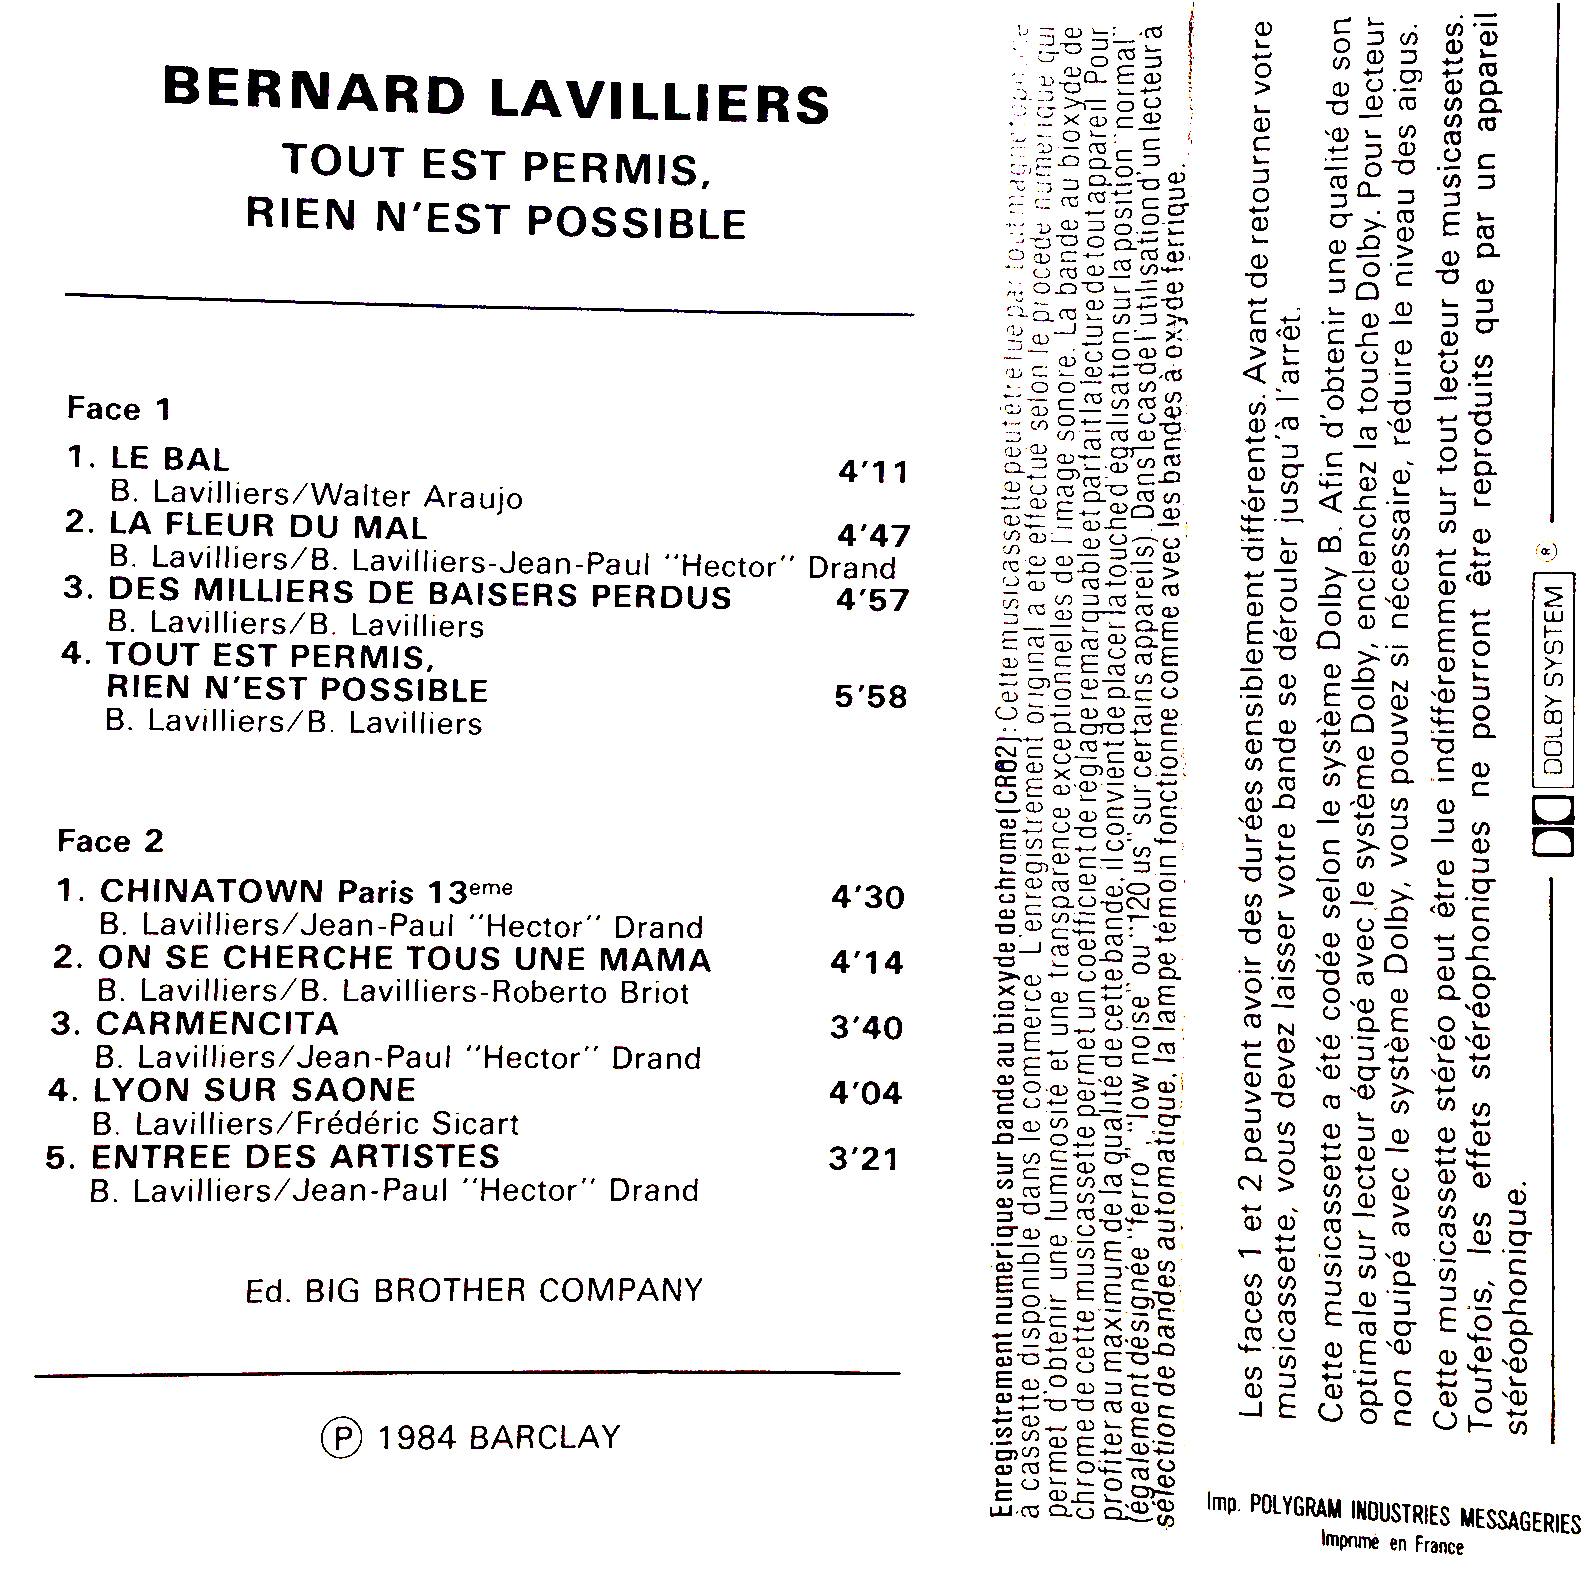 BERNARD LAVILLIERS
TOUT EST PERMIS,
RIEN N'EST POSSIBLE
Face 1
1. LE BAL 4'11
B. Lavilliers/Walter Araujo
2. LA FLEUR DU MAL 4'47
B. Lavilliers/B. Lavilliers-Jean-Paul "Hector" Drand
3. DES MILLIERS DE BAISERS PERDUS 4'57
B. Lavilliers/B. Lavilliers
4. TOUT EST PERMIS,
RIEN N'EST POSSIBLE 5'58
B. Lavilliers/B. Lavilliers
Face 2
1. CHINATOWN Paris 13eme 4'30
B. Lavilliers/Jean-Paul "Hector" Drand
2. ON SE CHERCHE TOUS UNE MAMA 4'14
B. Lavilliers/B. Lavilliers-Roberto Briot
3. CARMENCITA 3'40
B. Lavilliers/Jean-Paul "Hector" Drand
4. LYON SUR SAONE 4'04
B. Lavilliers/Frédéric Sicart
5. ENTREE DES ARTISTES 3'21
B. Lavilliers/Jean-Paul "Hector" Drand
Ed. BIG BROTHER COMPANY
Ⓟ 1984 BARCLAY
Enregistrement numerique sur bande au bioxyde de chrome (CR02): Cette musicassette peut être lue par tout
à cassette disponible dans le commerce L'enregistrement original a ete effectue selon le procede numerique qui
permet d'obtenir une luminosite et une transparence exceptionnelles de l'image sonore. La bande au bioxyde de
chrome de cette musicassette permet un coefficient de réglage remarquable et parfait la lecture de tout appareil Pour
profiter au maximum de la qualité de cette bande, il convient de placer la touche d'egalisation sur la position "normal"
(également désignée "ferro", "low noise" ou "120 us" sur certains appareils) Dans le cas de l'utilisation d'un lecteur à
sélection de bandes automatique, la lampe témoin fonctionne comme avec les bandes à oxyde ferrique.
Les faces 1 et 2 peuvent avoir des durées sensiblement différentes. Avant de retourner votre
musicassette, vous devez laisser votre bande se dérouler jusqu'à l'arrêt.
Cette musicassette a été codée selon le système Dolby B. Afin d'obtenir une qualité de son
optimale sur lecteur équipé avec le système Dolby, enclenchez la touche Dolby. Pour lecteur
non équipé avec le système Dolby, vous pouvez si nécessaire, réduire le niveau des aigus.
Cette musicassette stéréo peut être lue indifféremment sur tout lecteur de musicassettes.
Toufefois, les effets stéréophoniques ne pourront être reproduits que par un appareil
stéréophonique.
DOLBY SYSTEM ®
Imp. POLYGRAM INDUSTRIES MESSAGERIES
Imprimé en France